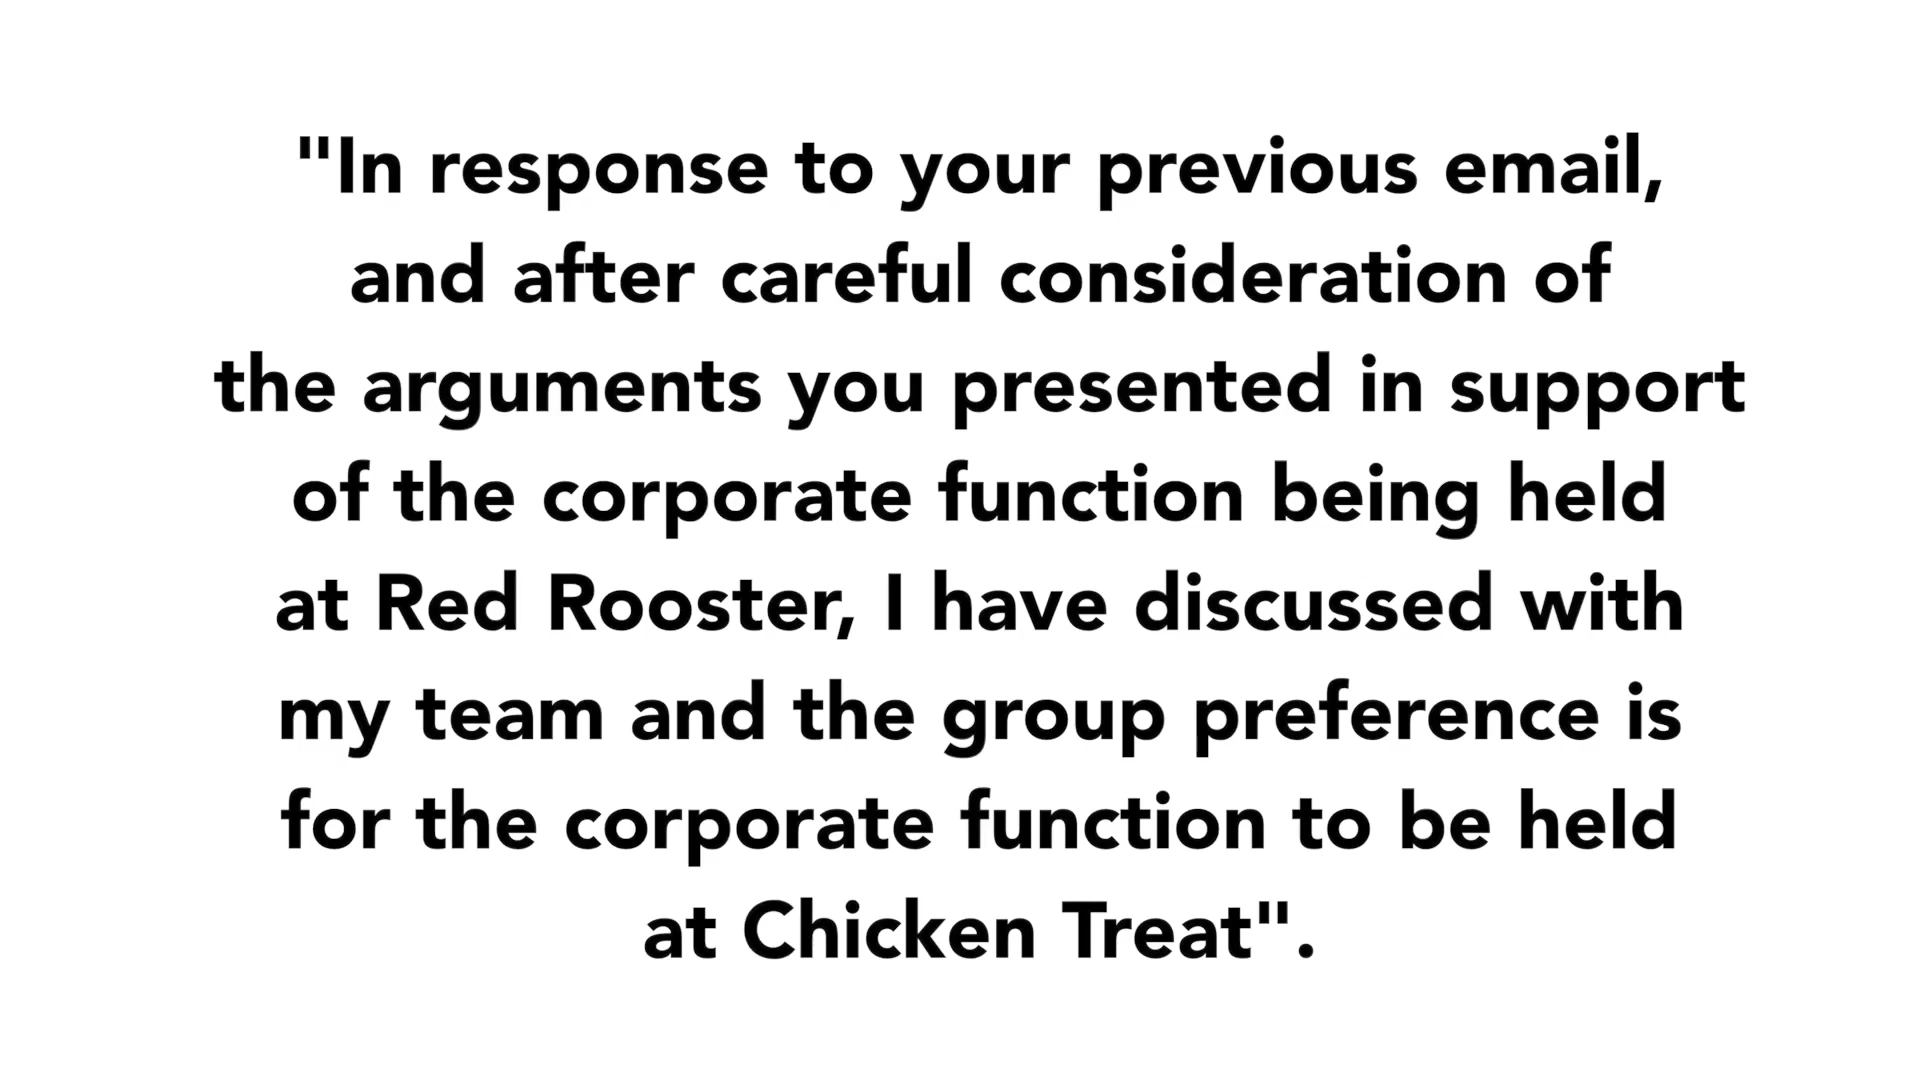 "In response to your previous email,
and after careful consideration of
the arguments you presented in support
of the corporate function being held
at Red Rooster, I have discussed with
my team and the group preference is
for the corporate function to be held
at Chicken Treat".